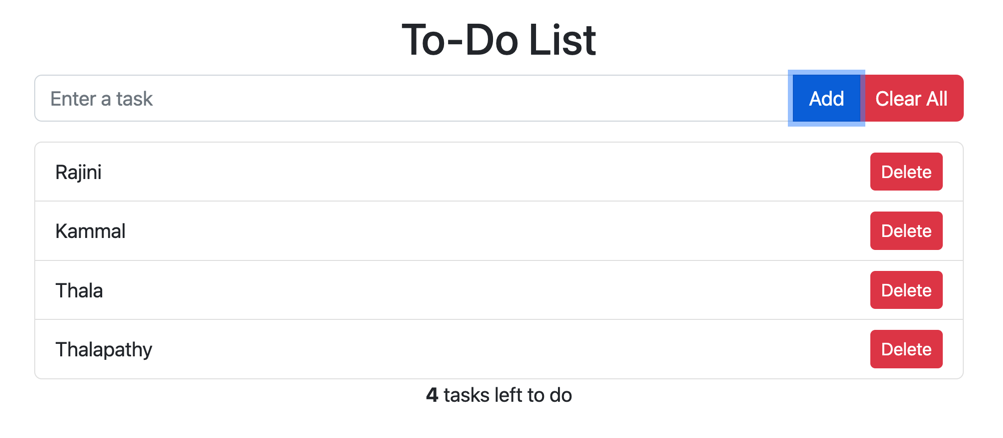 To-Do List
Enter a task Add Clear All
Rajini Delete
Kammal Delete
Thala Delete
Thalapathy Delete
4 tasks left to do